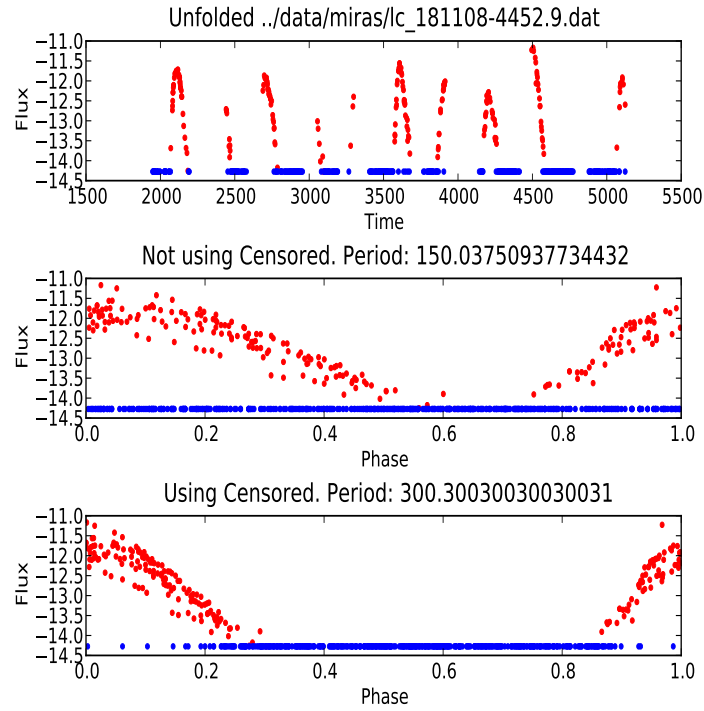 Unfolded ../data/miras/lc_181108-4452.9.dat
−11.0
−11.5
−12.0
−12.5
−13.0
−13.5
−14.0
−14.5
Flux
1500 2000 2500 3000 3500 4000 4500 5000 5500
Time
Not using Censored. Period: 150.03750937734432
−11.0
−11.5
−12.0
−12.5
−13.0
−13.5
−14.0
−14.5
Flux
0.0 0.2 0.4 0.6 0.8 1.0
Phase
Using Censored. Period: 300.30030030030031
−11.0
−11.5
−12.0
−12.5
−13.0
−13.5
−14.0
−14.5
Flux
0.0 0.2 0.4 0.6 0.8 1.0
Phase